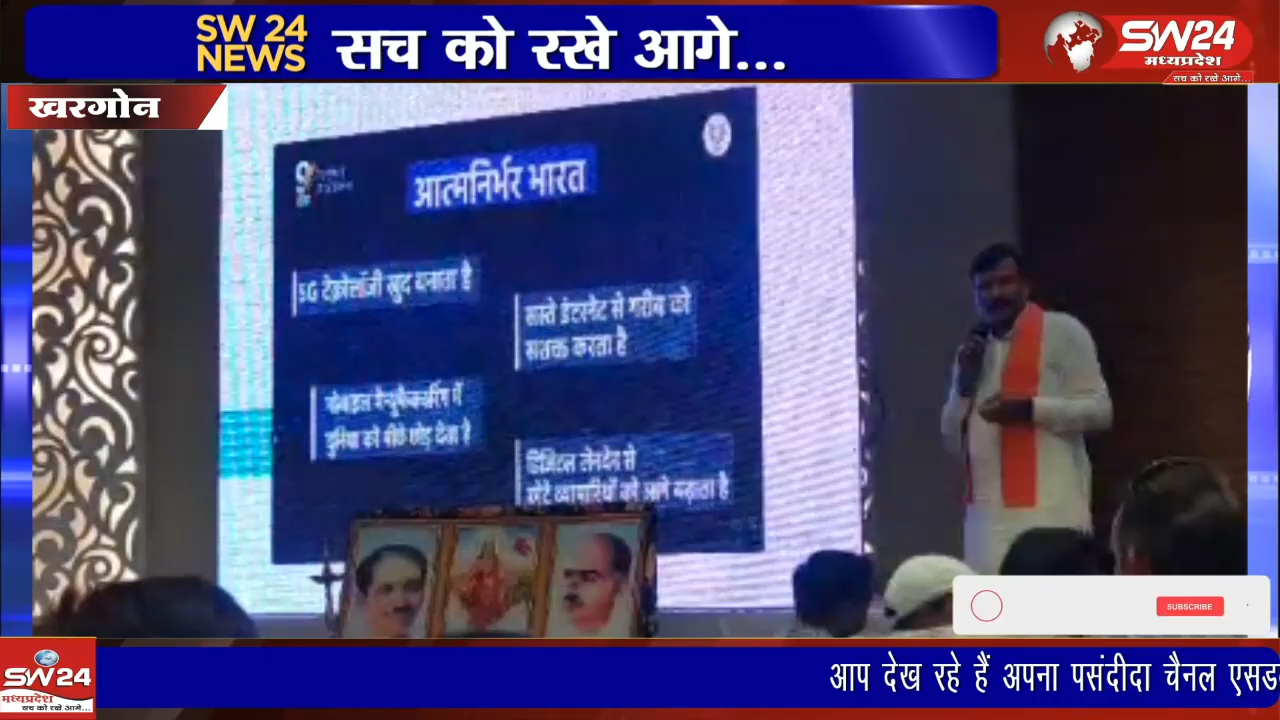 SW 24
NEWS
सच को रखे आगे...
SW24
मध्यप्रदेश
सच को रखे आगे...
खरगोन
आत्मनिर्भर भारत
5G टेक्नोलॉजी खुद बनाता है
सस्ते इंटरनेट से गरीब को
सशक्त करता है
मोबाइल मैन्युफैक्चरिंग में
दुनिया को पीछे छोड़ देता है
डिजिटल लेनदेन से
छोटे व्यापारियों को आगे बढ़ाता है
SUBSCRIBE
SW24
मध्यप्रदेश
सच को रखे आगे...
आप देख रहे हैं अपना पसंदीदा चैनल एसड